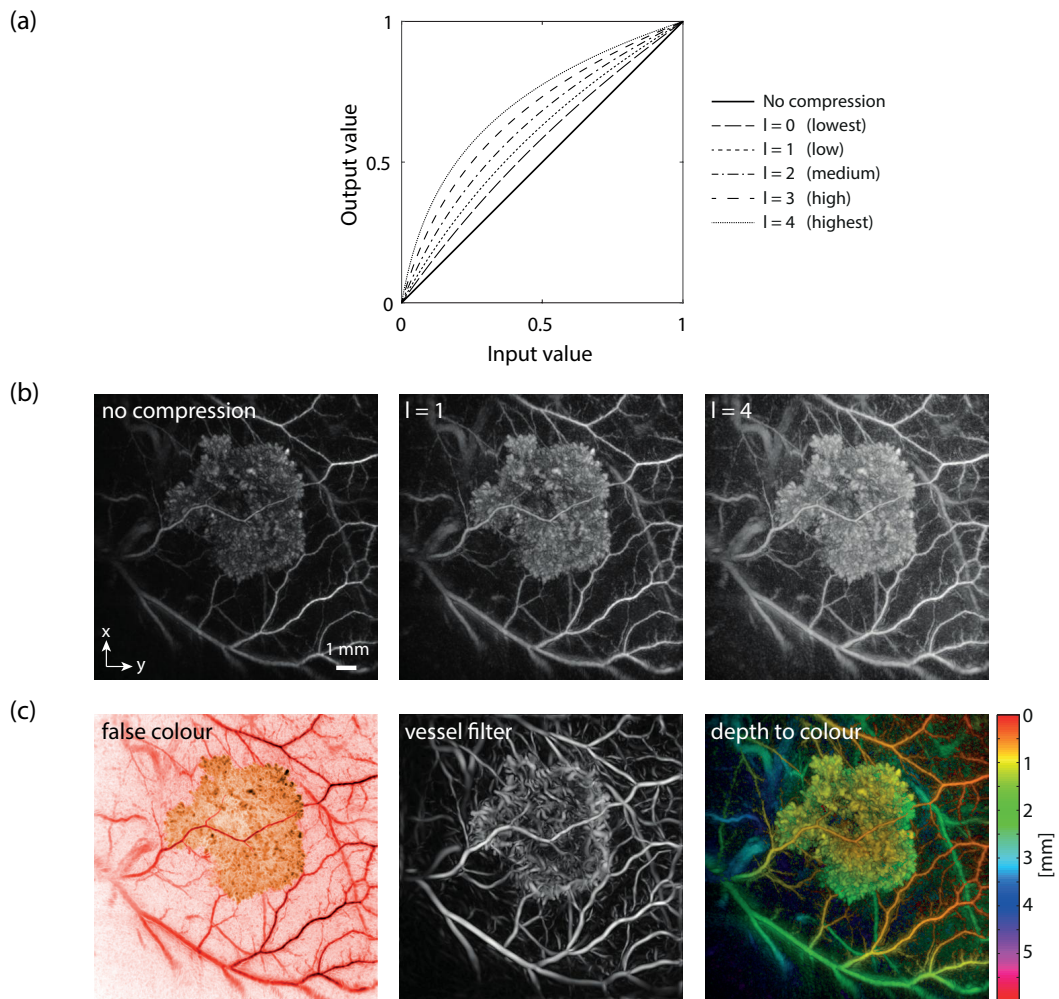 (a)
1
0.5
0
0
0.5
1
Output value
Input value
No compression
l = 0 (lowest)
l = 1 (low)
l = 2 (medium)
l = 3 (high)
l = 4 (highest)
(b)
no compression
l = 1
l = 4
x
y
1 mm
(c)
false colour
vessel filter
depth to colour
0
1
2
3
4
5
[mm]